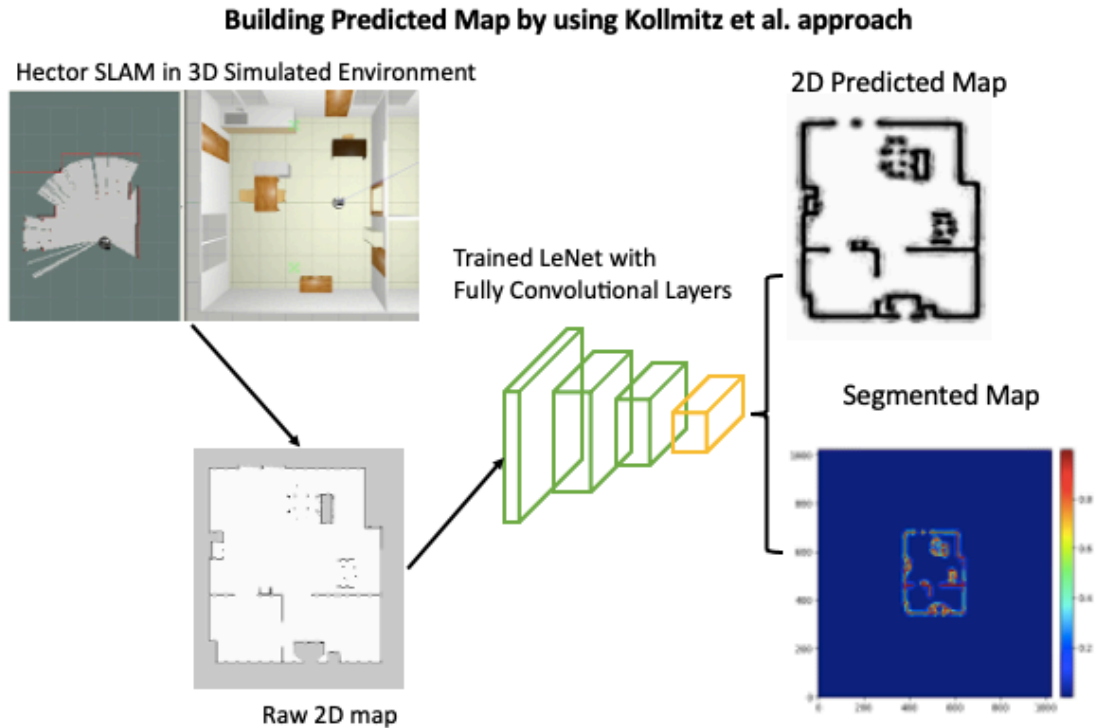 Building Predicted Map by using Kollmitz et al. approach
Hector SLAM in 3D Simulated Environment
2D Predicted Map
Trained LeNet with
Fully Convolutional Layers
Segmented Map
Raw 2D map
1000
800
600
400
200
0
0
200
400
600
800
1000
0.8
0.6
0.4
0.2